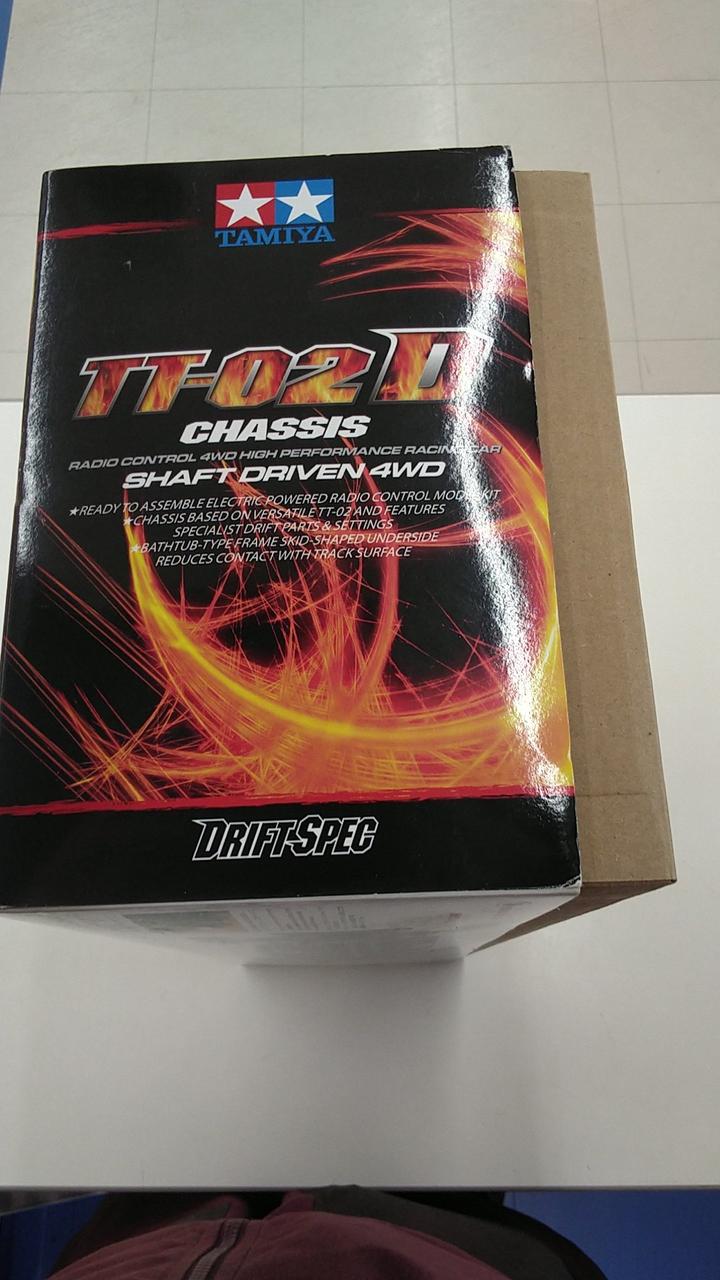 TAMIYA
TT-02D
CHASSIS
RADIO CONTROL 4WD HIGH PERFORMANCE RACING CAR
SHAFT DRIVEN 4WD
★READY TO ASSEMBLE ELECTRIC POWERED RADIO CONTROL MODEL KIT
★CHASSIS BASED ON VERSATILE TT-02 AND FEATURES
SPECIALIST DRIFT PARTS & SETTINGS
★BATHTUB-TYPE FRAME SKID-SHAPED UNDERSIDE
REDUCES CONTACT WITH TRACK SURFACE
DRIFT-SPEC